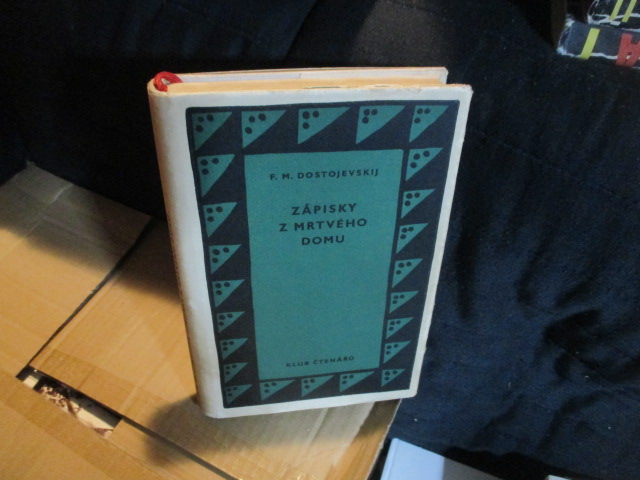 F. M. DOSTOJEVSKIJ
ZÁPISKY
Z MRTVÉHO
DOMU
KLUB ČTENÁŘŮ